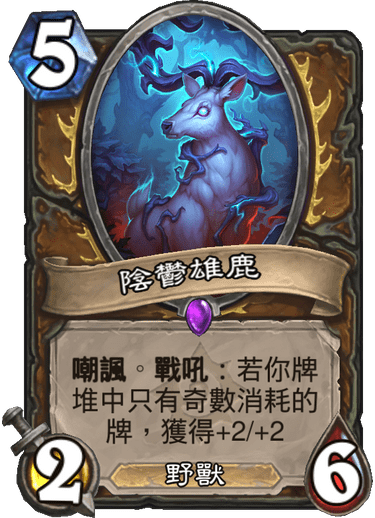 5
陰鬱雄鹿
嘲諷。戰吼：若你牌
堆中只有奇數消耗的
牌，獲得+2/+2
野獸
2
6